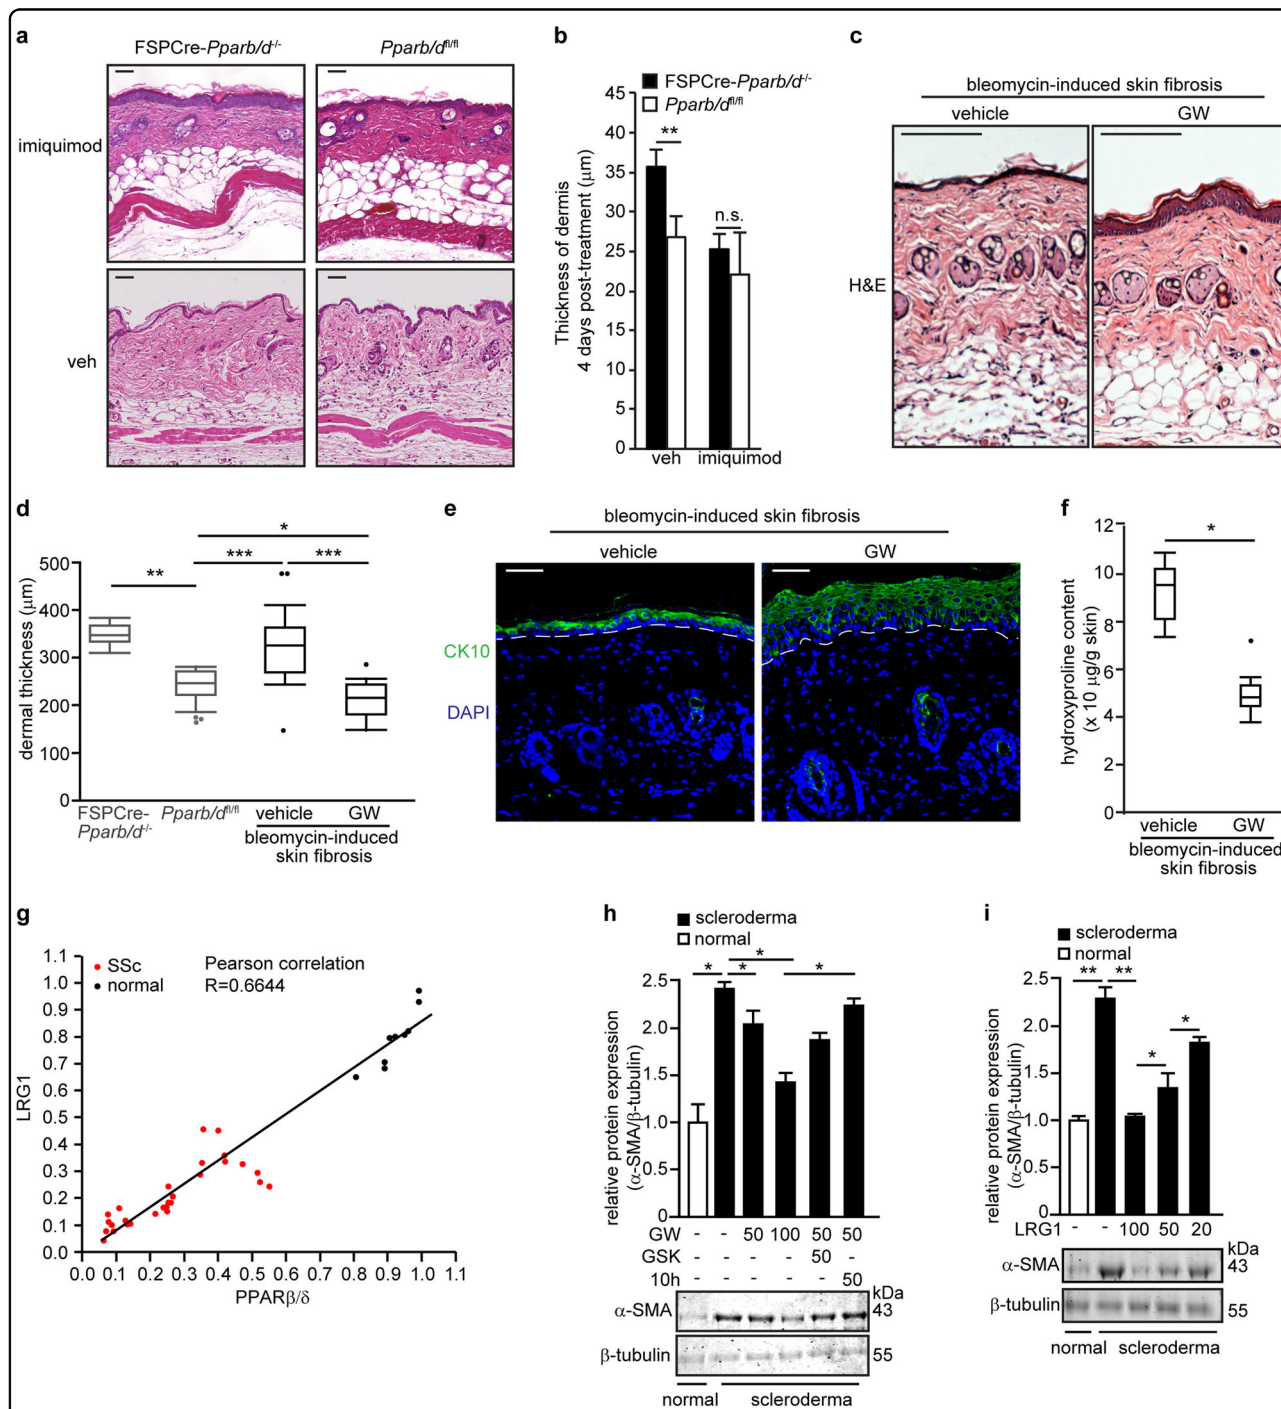 a
FSPCre-Pparb/d-/-
Pparb/dfl/fl
imiquimod
veh
b
FSPCre-Pparb/d-/-
Pparb/dfl/fl
Thickness of dermis
4 days post-treatment (μm)
45
40
35
30
25
20
15
10
5
0
**
n.s.
veh
imiquimod
c
bleomycin-induced skin fibrosis
vehicle
GW
H&E
d
dermal thickness (μm)
500
400
300
200
100
0
**
***
*
***
FSPCre-
Pparb/d-/-
Pparb/dfl/fl
vehicle
GW
bleomycin-induced
skin fibrosis
e
bleomycin-induced skin fibrosis
vehicle
GW
CK10
DAPI
f
hydroxyproline content
(x 10 μg/g skin)
12
10
8
6
4
2
0
*
vehicle
GW
bleomycin-induced
skin fibrosis
g
LRG1
1.1
1.0
0.9
0.8
0.7
0.6
0.5
0.4
0.3
0.2
0.1
0
SSc
normal
Pearson correlation
R=0.6644
0.0 0.1 0.2 0.3 0.4 0.5 0.6 0.7 0.8 0.9 1.0 1.1
PPARβ/δ
h
scleroderma
normal
relative protein expression
(α-SMA/β-tubulin)
2.5
2.0
1.5
1.0
2.5
0
*
*
*
*
GW - - 50 100 50 50
GSK - - - - 50 -
10h - - - - - 50
kDa
α-SMA
43
β-tubulin
55
normal
scleroderma
i
scleroderma
normal
relative protein expression
(α-SMA/β-tubulin)
2.5
2.0
1.5
1.0
0.5
0
**
**
*
*
LRG1 - - 100 50 20
kDa
α-SMA
43
β-tubulin
55
normal
scleroderma